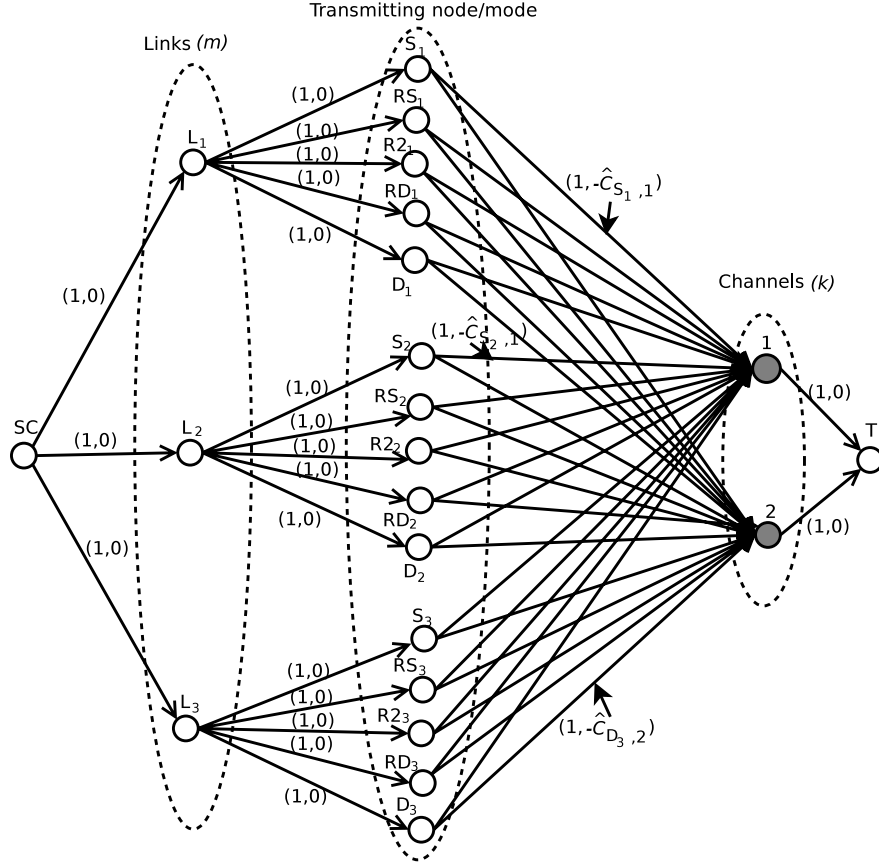 Transmitting node/mode
Links (m)
S1
(1,0)
RS1
(1,0)
L1
R21
(1,0)
RD1
(1,0)
(1,0)
D1
(1,-ĈS1 ,1)
Channels (k)
(1,0)
S2
(1,-ĈS2 ,1)
1
(1,0)
RS2
(1,0)
(1,0)
SC
(1,0)
L2
(1,0)
R22
(1,0)
T
RD2
(1,0)
2
(1,0)
D2
(1,0)
S3
(1,0)
RS3
(1,0)
L3
(1,0)
R23
(1,0)
RD3
(1,-ĈD3 ,2)
(1,0)
D3